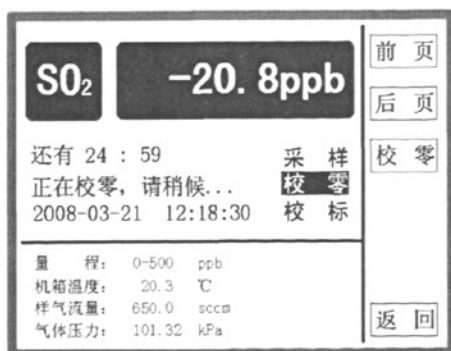 SO2 -20.8ppb
还有 24 : 59
正在校零，请稍候...
2008-03-21 12:18:30
采样
校零
校标
量程： 0-500 ppb
机箱温度： 20.3 ℃
样气流量： 650.0 sccm
气体压力： 101.32 kPa
前页
后页
校零
返回